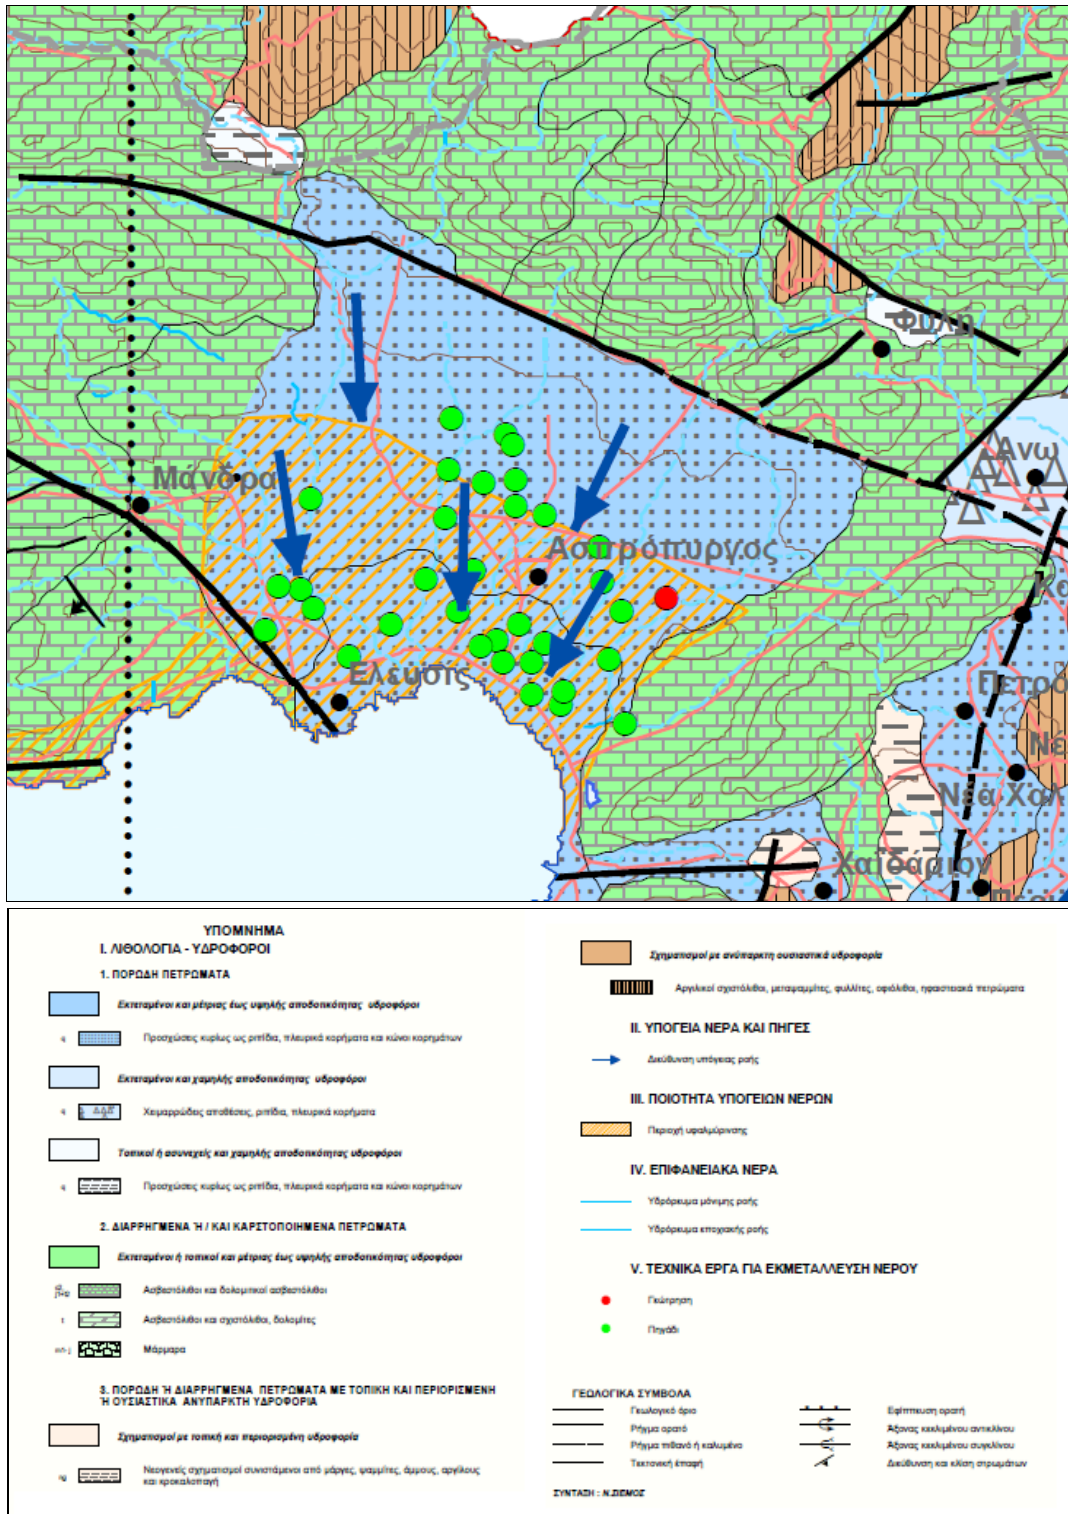 Φυλή
Άνω
Μάνδρα
Ασπρόπυργος
Κα
Ελευσίς
Πετρο
Νέ
Νέα Χαλ
Χαϊδάριον
Περι
ΥΠΟΜΝΗΜΑ
Ι. ΛΙΘΟΛΟΓΙΑ - ΥΔΡΟΦΟΡΟΙ
1. ΠΟΡΩΔΗ ΠΕΤΡΩΜΑΤΑ
Εκτεταμένοι και μέτριας έως υψηλής αποδοτικότητας υδροφόροι
q Προσχώσεις κυρίως ως ριπίδια, πλευρικά κορήματα και κώνοι κορημάτων
Εκτεταμένοι και χαμηλής αποδοτικότητας υδροφόροι
q Χειμαρρώδεις αποθέσεις, ριπίδια, πλευρικά κορήματα
Τοπικοί ή ασυνεχείς και χαμηλής αποδοτικότητας υδροφόροι
q Προσχώσεις κυρίως ως ριπίδια, πλευρικά κορήματα και κώνοι κορημάτων
2. ΔΙΑΡΡΗΓΜΕΝΑ Ή / ΚΑΙ ΚΑΡΣΤΟΠΟΙΗΜΕΝΑ ΠΕΤΡΩΜΑΤΑ
Εκτεταμένοι ή τοπικοί και μέτριας έως υψηλής αποδοτικότητας υδροφόροι
Ασβεστόλιθοι και δολομιτικοί ασβεστόλιθοι
t Ασβεστόλιθοι και σχιστόλιθοι, δολομίτες
Μάρμαρα
3. ΠΟΡΩΔΗ Ή ΔΙΑΡΡΗΓΜΕΝΑ ΠΕΤΡΩΜΑΤΑ ΜΕ ΤΟΠΙΚΗ ΚΑΙ ΠΕΡΙΟΡΙΣΜΕΝΗ
Ή ΟΥΣΙΑΣΤΙΚΑ ΑΝΥΠΑΡΚΤΗ ΥΔΡΟΦΟΡΙΑ
Σχηματισμοί με τοπική και περιορισμένη υδροφορία
ng Νεογενείς σχηματισμοί συνιστάμενοι από μάργες, ψαμμίτες, άμμους, αργίλους
και κροκαλοπαγή
Σχηματισμοί με ανύπαρκτη ουσιαστικά υδροφορία
Αργιλικοί σχιστόλιθοι, μεταψαμμίτες, φυλλίτες, οφιόλιθοι, ηφαιστειακά πετρώματα
ΙΙ. ΥΠΟΓΕΙΑ ΝΕΡΑ ΚΑΙ ΠΗΓΕΣ
Διεύθυνση υπόγειας ροής
ΙΙΙ. ΠΟΙΟΤΗΤΑ ΥΠΟΓΕΙΩΝ ΝΕΡΩΝ
Περιοχή υφαλμύρινσης
IV. ΕΠΙΦΑΝΕΙΑΚΑ ΝΕΡΑ
Υδρόρευμα μόνιμης ροής
Υδρόρευμα εποχιακής ροής
V. ΤΕΧΝΙΚΑ ΕΡΓΑ ΓΙΑ ΕΚΜΕΤΑΛΛΕΥΣΗ ΝΕΡΟΥ
Γεώτρηση
Πηγάδι
ΓΕΩΛΟΓΙΚΑ ΣΥΜΒΟΛΑ
Γεωλογικό όριο
Ρήγμα ορατό
Ρήγμα πιθανό ή καλυμένο
Τεκτονική επαφή
Εφίππευση ορατή
Άξονας κεκλιμένου αντικλίνου
Άξονας κεκλιμένου συγκλίνου
Διεύθυνση και κλίση στρωμάτων
ΣΥΝΤΑΞΗ : Ν.ΣΙΕΜΟΣ